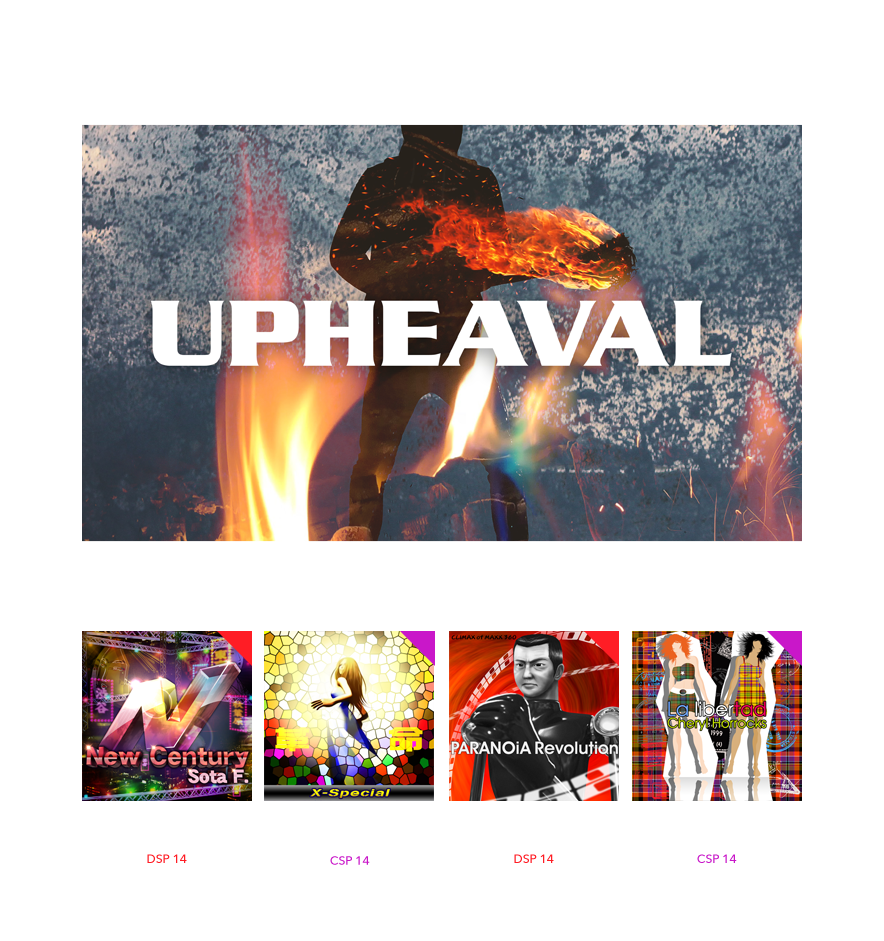 UPHEAVAL
New Century
Sota F.
革命
X-Special
CLIMAX of MAXX 360
PARANOiA Revolution
La libertad
Cheryl Horrocks
1999
DSP 14
CSP 14
DSP 14
CSP 14